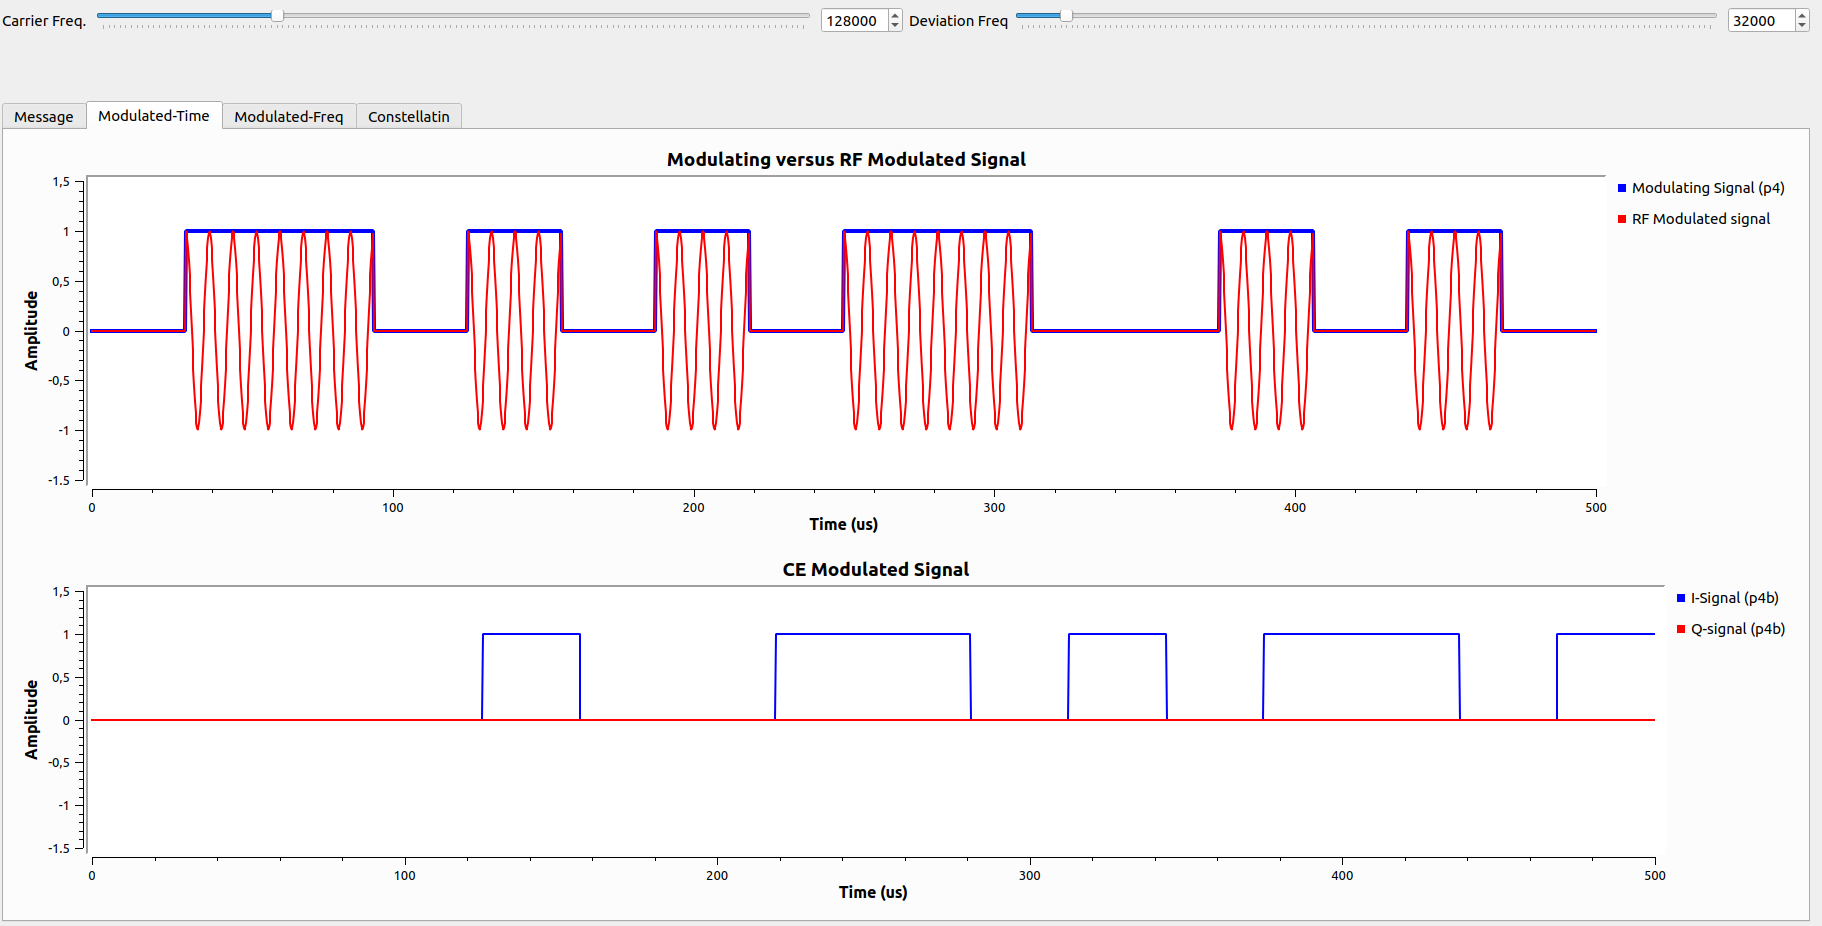 Carrier Freq. 128000 Deviation Freq 32000
Message Modulated-Time Modulated-Freq Constellatin
Modulating versus RF Modulated Signal
1,5
1
0,5
0
-0,5
-1
-1.5
Amplitude
Modulating Signal (p4)
RF Modulated signal
0 100 200 300 400 500
Time (us)
CE Modulated Signal
1,5
1
0,5
0
-0,5
-1
-1.5
Amplitude
I-Signal (p4b)
Q-signal (p4b)
0 100 200 300 400 500
Time (us)